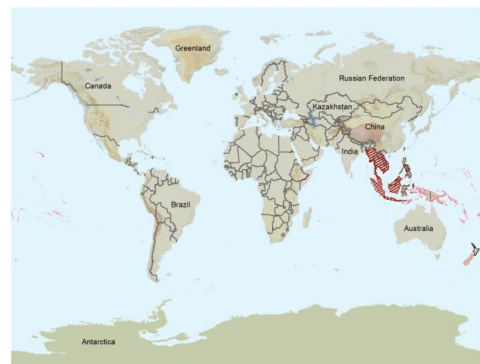 Greenland
Russian Federation
Canada
Kazakhstan
China
India
Brazil
Australia
Antarctica